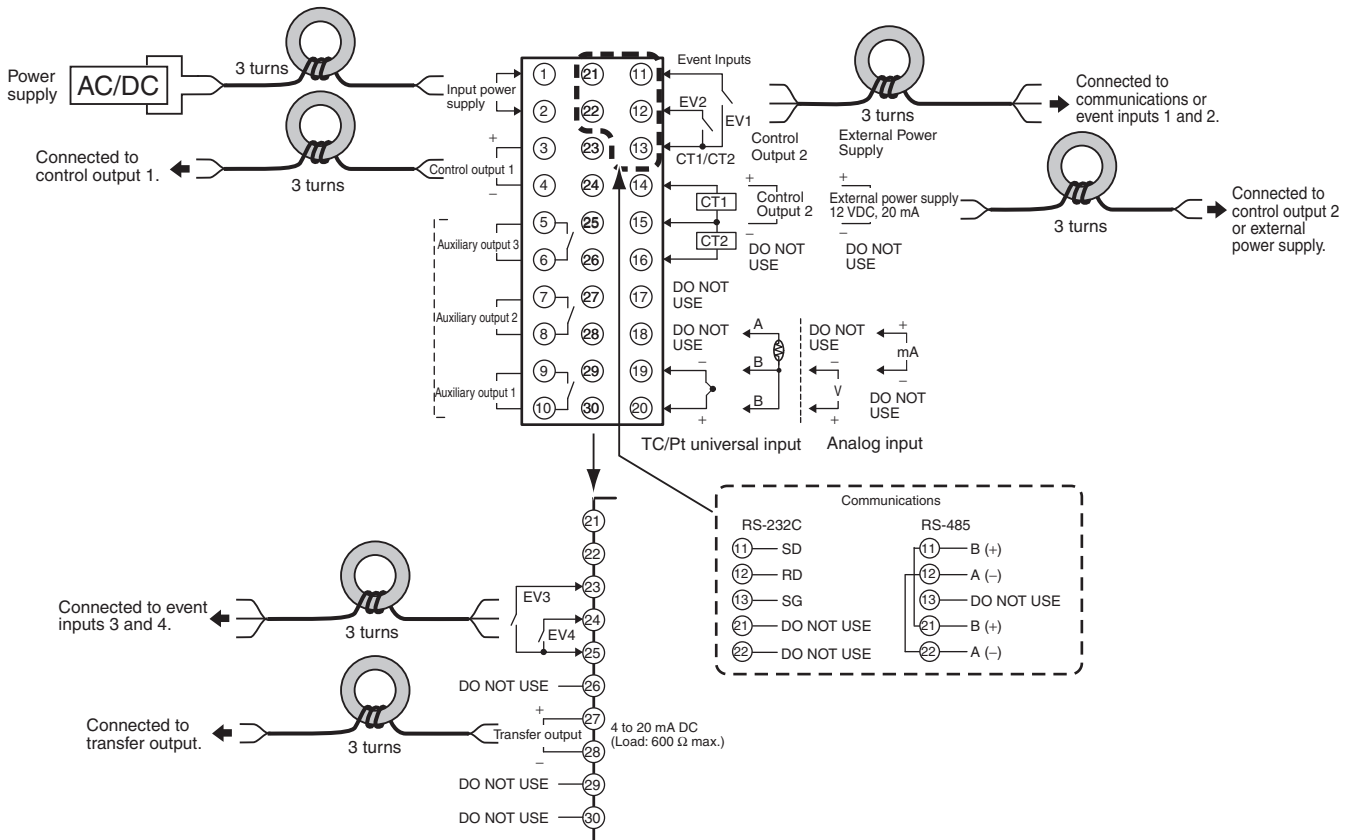 Power
supply
AC/DC
3 turns
Input power
supply
Connected to
control output 1.
3 turns
+
Control output 1
−
Auxiliary output 3
Auxiliary output 2
Auxiliary output 1
1 21 11
2 22 12
3 23 13
4 24 14
5 25 15
6 26 16
7 27 17
8 28 18
9 29 19
10 30 20
Event Inputs
EV2
EV1
CT1/CT2
CT1
CT2
Control
Output 2
+
Control
Output 2
−
DO NOT
USE
External Power
Supply
+
External power supply
12 VDC, 20 mA
−
DO NOT
USE
3 turns
Connected to
communications or
event inputs 1 and 2.
3 turns
Connected to
control output 2
or external
power supply.
DO NOT
USE
DO NOT
USE
−
+
A
B
B
TC/Pt universal input
DO NOT
USE
−
V
+
+
mA
−
DO NOT
USE
Analog input
Communications
RS-232C
11 SD
12 RD
13 SG
21 DO NOT USE
22 DO NOT USE
RS-485
11 B (+)
12 A (−)
13 DO NOT USE
21 B (+)
22 A (−)
21
22
23
24
25
26
27
28
29
30
Connected to event
inputs 3 and 4.
3 turns
EV3
EV4
DO NOT USE
Connected to
transfer output.
3 turns
+
Transfer output
−
4 to 20 mA DC
(Load: 600 Ω max.)
DO NOT USE
DO NOT USE